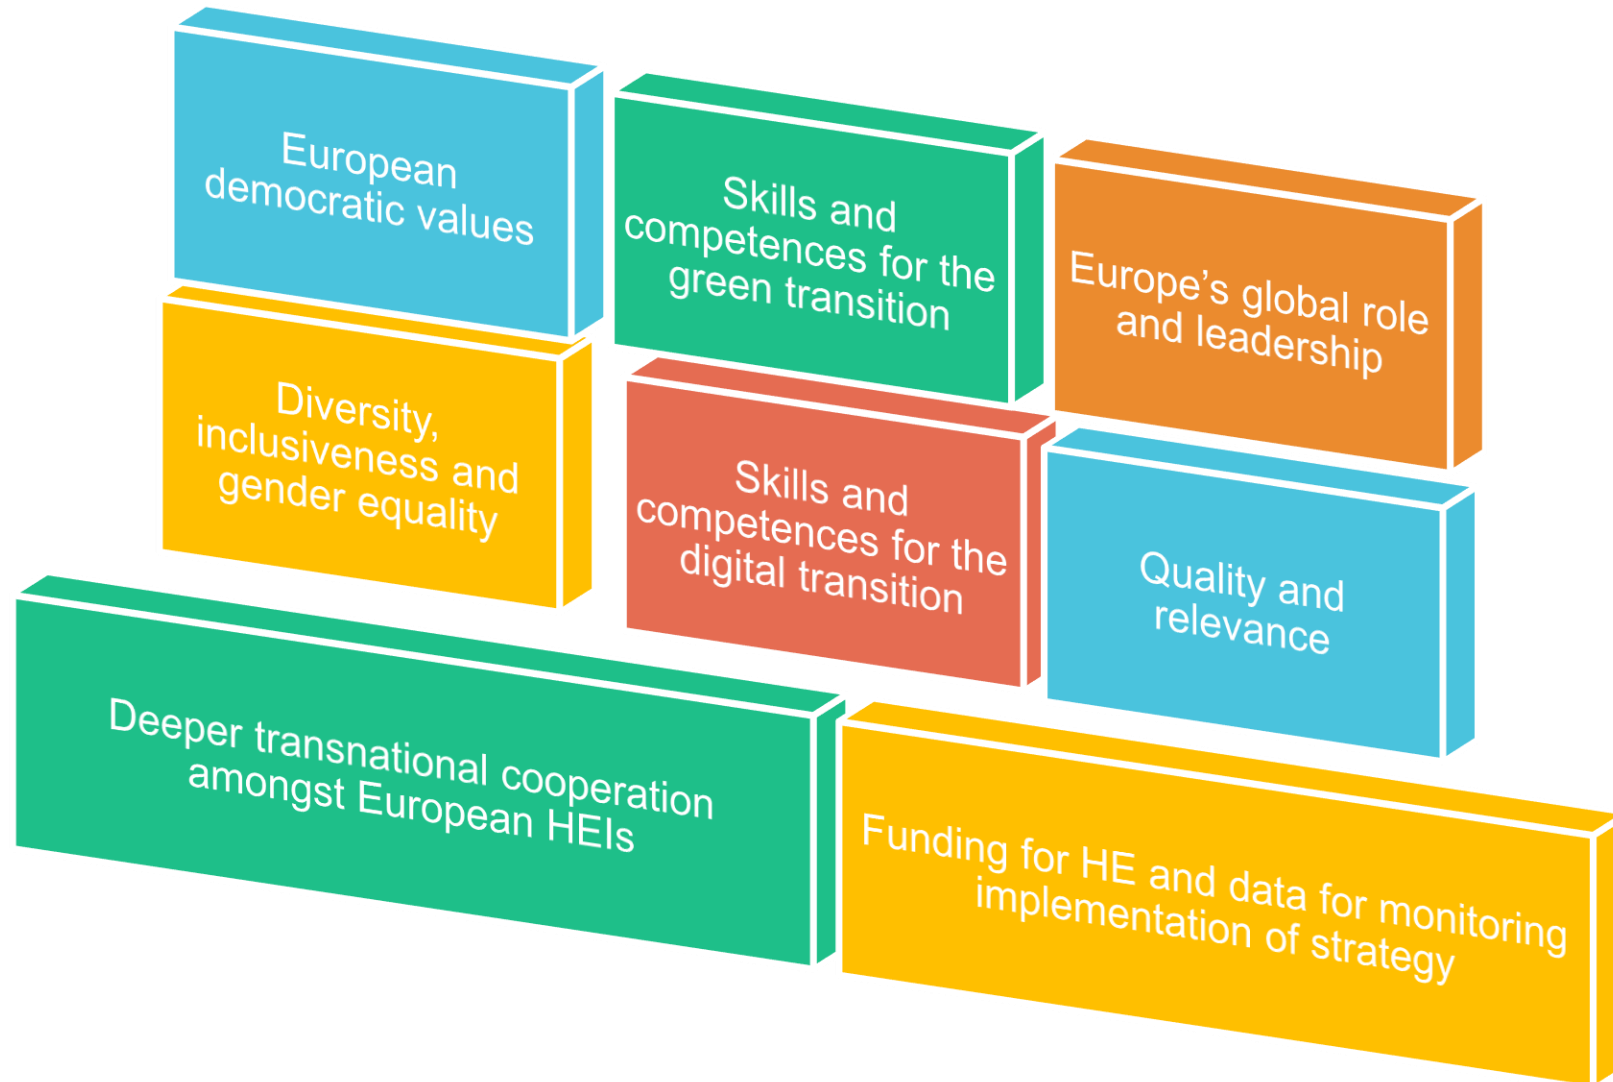 European
democratic values
Skills and
competences for the
green transition
Europe’s global role
and leadership
Diversity,
inclusiveness and
gender equality
Skills and
competences for the
digital transition
Quality and
relevance
Deeper transnational cooperation
amongst European HEIs
Funding for HE and data for monitoring
implementation of strategy